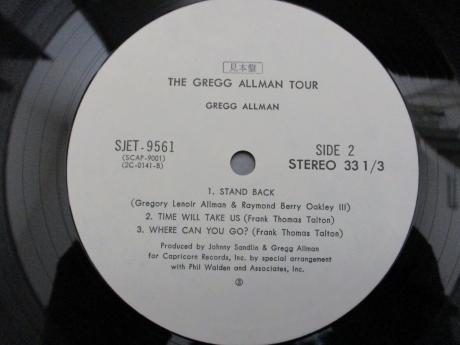 見本盤
THE GREGG ALLMAN TOUR
GREGG ALLMAN
SJET-9561
(SCAP-9001)
(2C-0141-B)
SIDE 2
STEREO 33 1/3
1. STAND BACK
(Gregory Lenoir Allman & Raymond Berry Oakley III)
2. TIME WILL TAKE US (Frank Thomas Talton)
3. WHERE CAN YOU GO? (Frank Thomas Talton)
Produced by Johnny Sandlin & Gregg Allman
for Capricorn Records, Inc. by special arrangement
with Phil Walden and Associates, Inc.